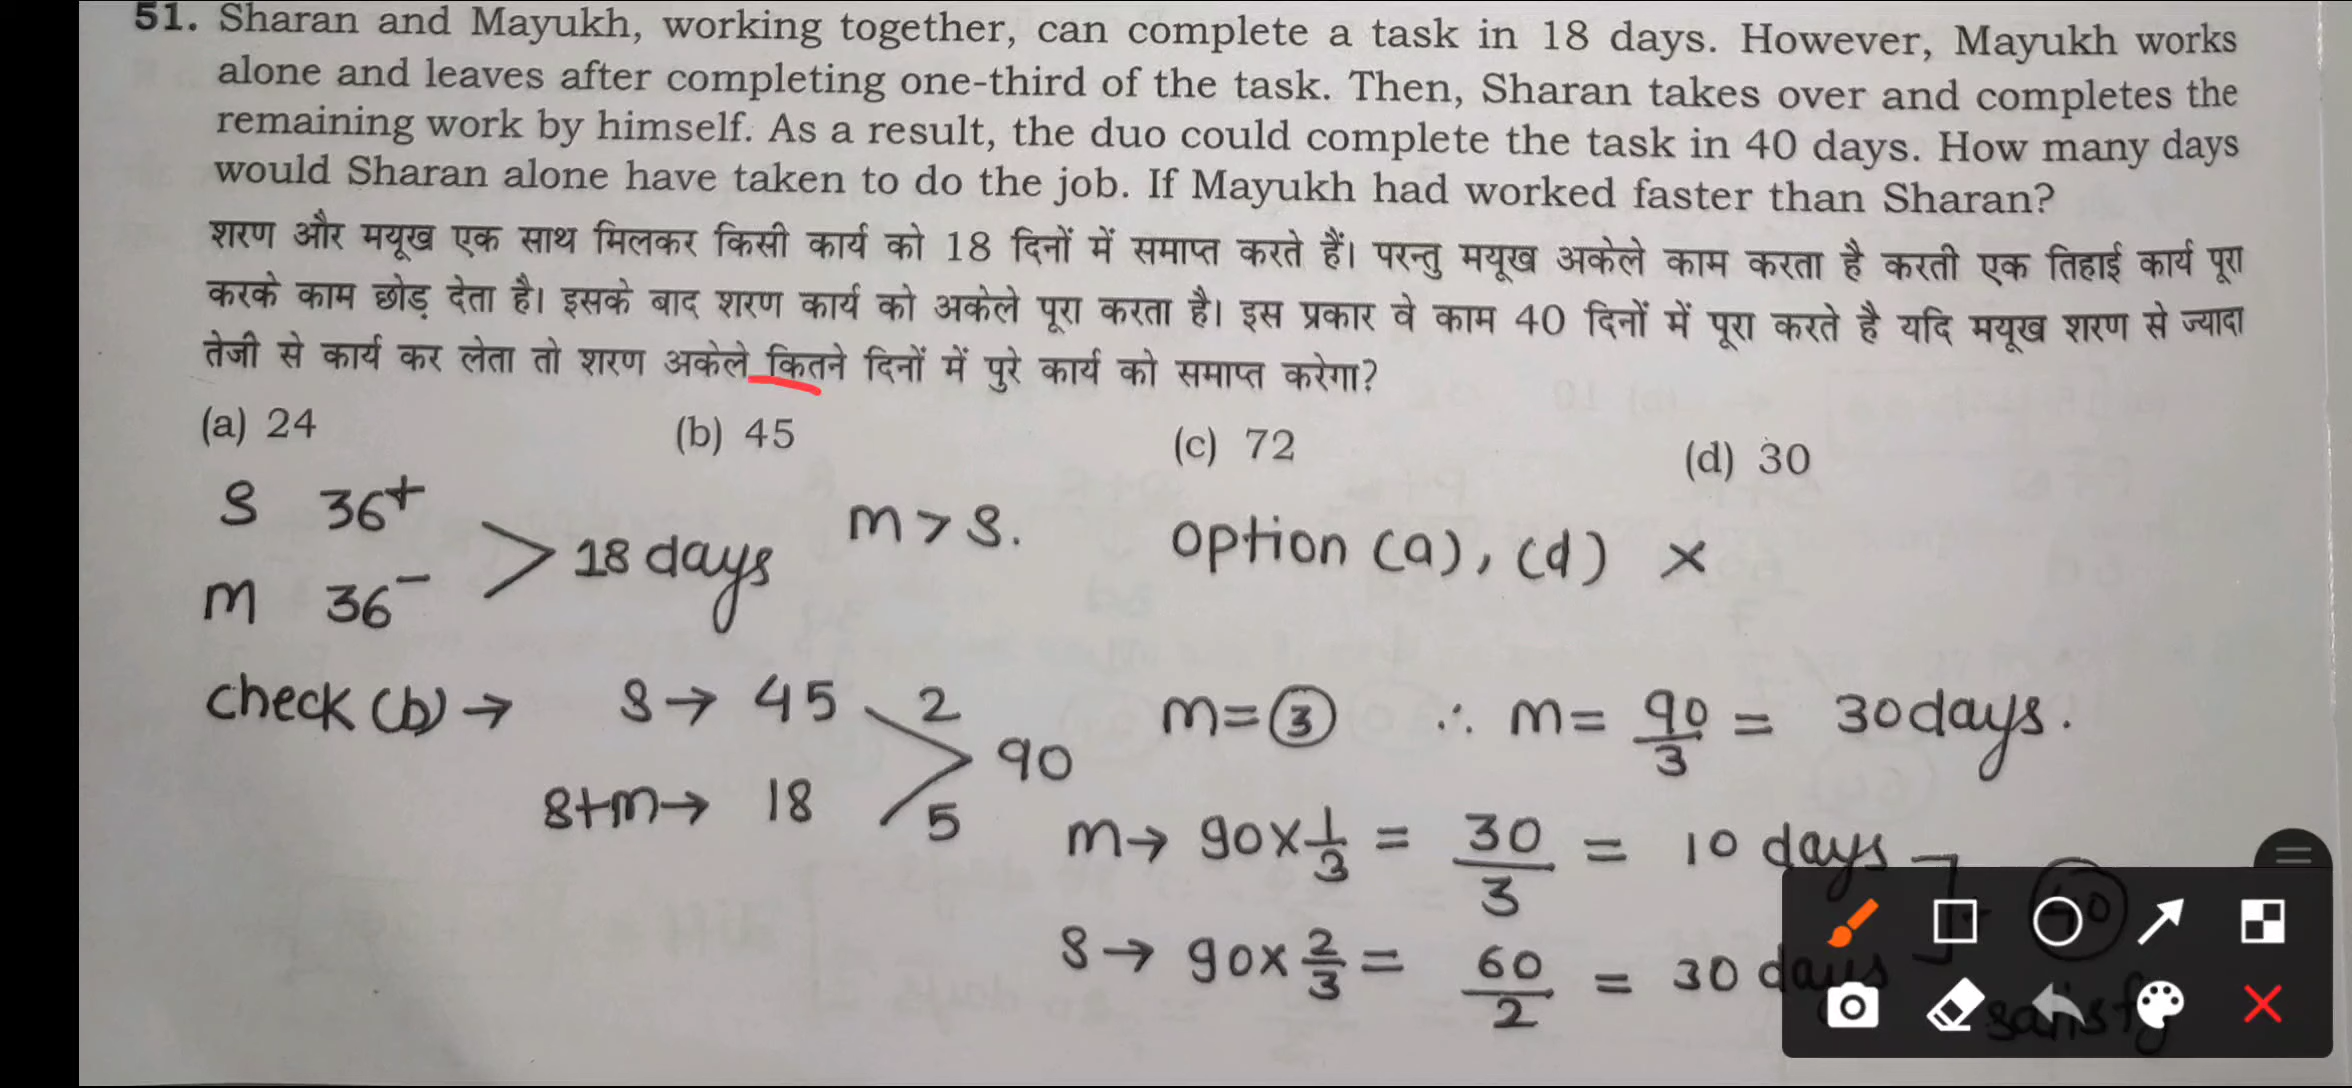 51. Sharan and Mayukh, working together, can complete a task in 18 days. However, Mayukh works
alone and leaves after completing one-third of the task. Then, Sharan takes over and completes the
remaining work by himself. As a result, the duo could complete the task in 40 days. How many days
would Sharan alone have taken to do the job. If Mayukh had worked faster than Sharan?
शरण और मयूख एक साथ मिलकर किसी कार्य को 18 दिनों में समाप्त करते हैं। परन्तु मयूख अकेले काम करता है करती एक तिहाई कार्य पूरा
करके काम छोड़ देता है। इसके बाद शरण कार्य को अकेले पूरा करता है। इस प्रकार वे काम 40 दिनों में पूरा करते है यदि मयूख शरण से ज्यादा
तेजी से कार्य कर लेता तो शरण अकेले कितने दिनों में पुरे कार्य को समाप्त करेगा?
(a) 24 (b) 45 (c) 72 (d) 30
S 36+
M 36- > 18 days M > S. option (a), (d) ×
check (b) → S → 45 2 M = 3 ∴ M = 90/3 = 30 days.
90
S+M → 18 5
M → 90 × 1/3 = 30/3 = 10 days
40
S → 90 × 2/3 = 60/2 = 30 days
satisfy